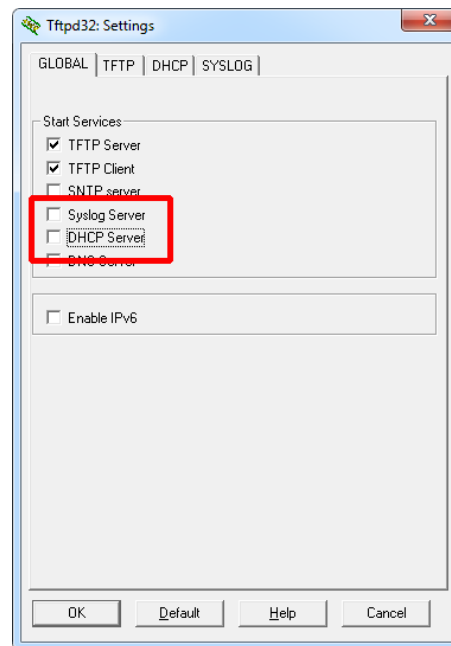 Tftpd32: Settings
GLOBAL TFTP DHCP SYSLOG
Start Services
TFTP Server
TFTP Client
SNTP server
Syslog Server
DHCP Server
DNS Server
Enable IPv6
OK Default Help Cancel